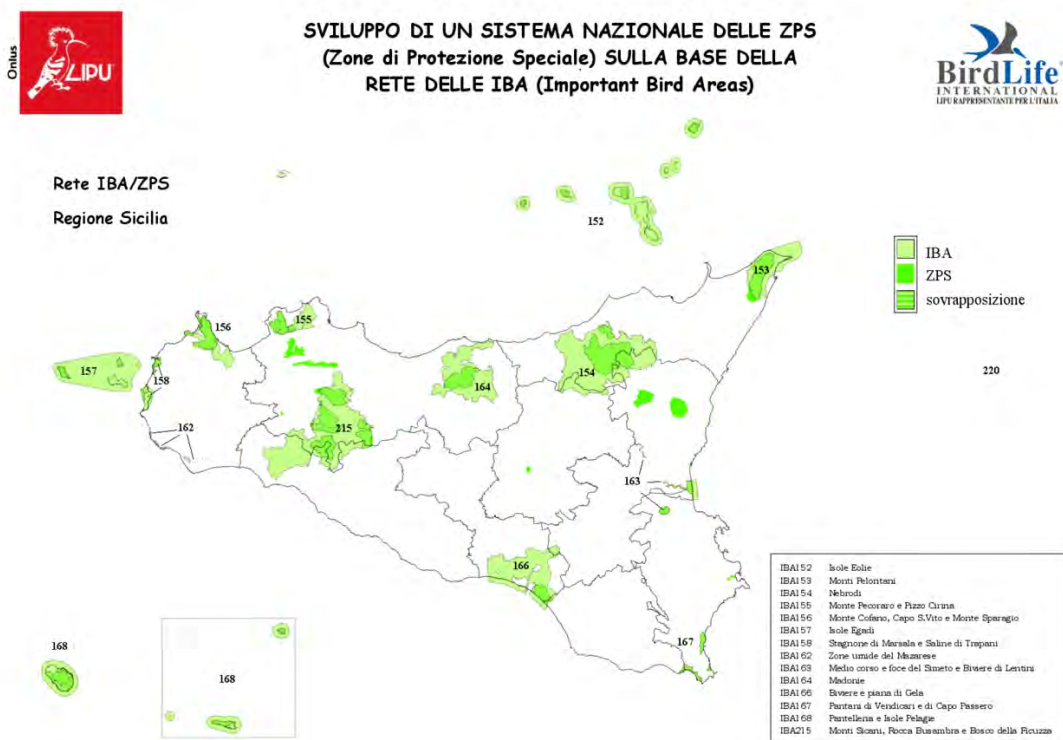 Onlus
LIPU
SVILUPPO DI UN SISTEMA NAZIONALE DELLE ZPS
(Zone di Protezione Speciale) SULLA BASE DELLA
RETE DELLE IBA (Important Bird Areas)
BirdLife
INTERNATIONAL
LIPU RAPPRESENTANTE PER L'ITALIA
Rete IBA/ZPS
Regione Sicilia
152
153
IBA
ZPS
sovrapposizione
155
156
157
158
164
154
220
162
215
163
166
167
168
168
IBA152 Isole Eolie
IBA153 Monti Peloritani
IBA154 Nebrodi
IBA155 Monte Pecoraro e Pizzo Cirina
IBA156 Monte Cofano, Capo S.Vito e Monte Sparagio
IBA157 Isole Egadi
IBA158 Stagnone di Marsala e Saline di Trapani
IBA162 Zone umide del Mazarese
IBA163 Medio corso e foce del Simeto e Biviere di Lentini
IBA164 Madonie
IBA166 Biviere e piana di Gela
IBA167 Pantani di Vendicari e di Capo Passero
IBA168 Pantelleria e Isole Pelagie
IBA215 Monti Sicani, Rocca Busambra e Bosco della Ficuzza